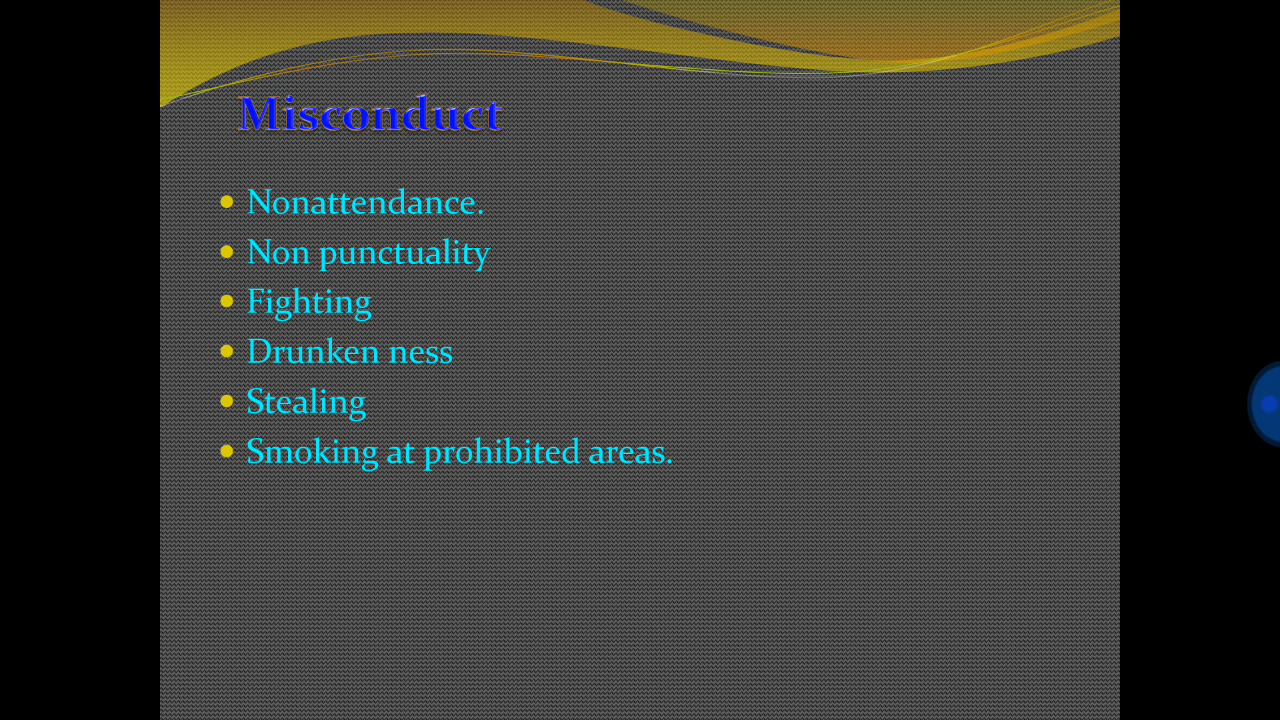 Misconduct
Nonattendance.
Non punctuality
Fighting
Drunken ness
Stealing
Smoking at prohibited areas.